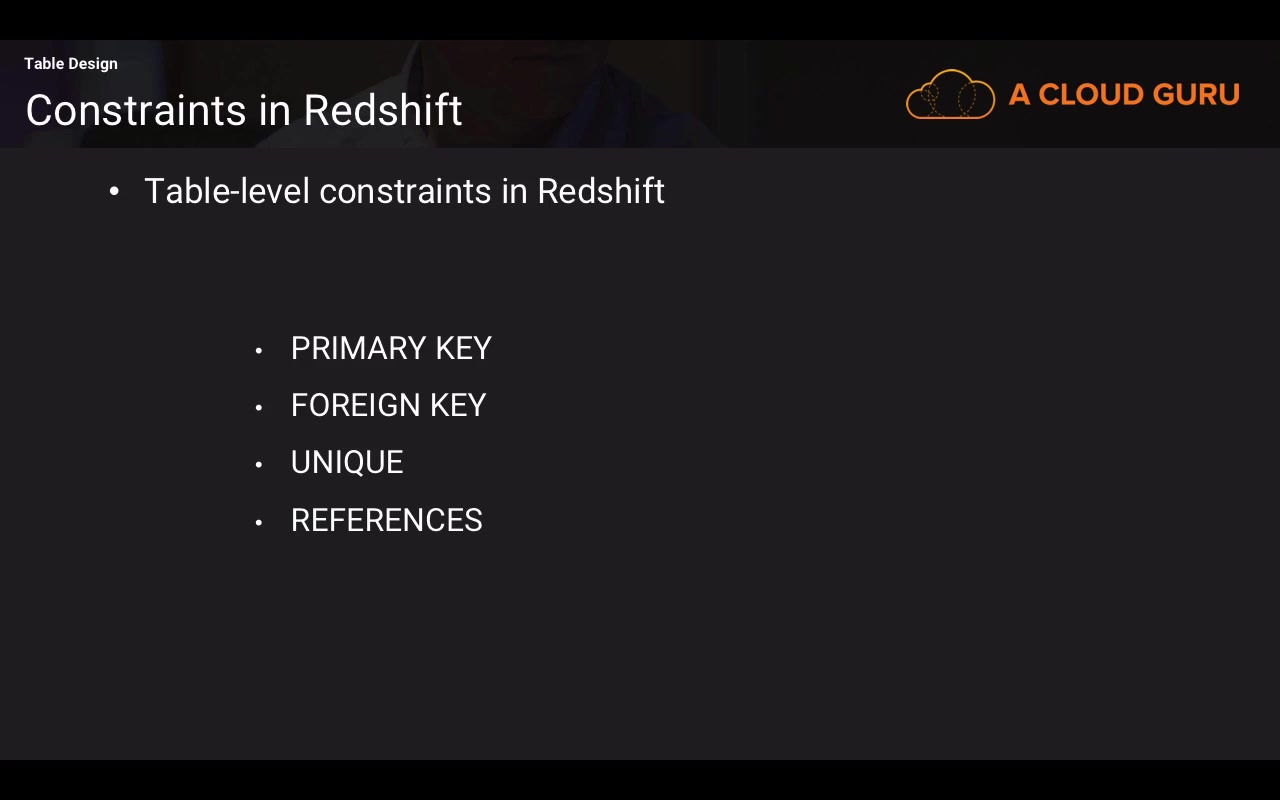 Table Design
Constraints in Redshift
A CLOUD GURU
• Table-level constraints in Redshift
• PRIMARY KEY
• FOREIGN KEY
• UNIQUE
• REFERENCES